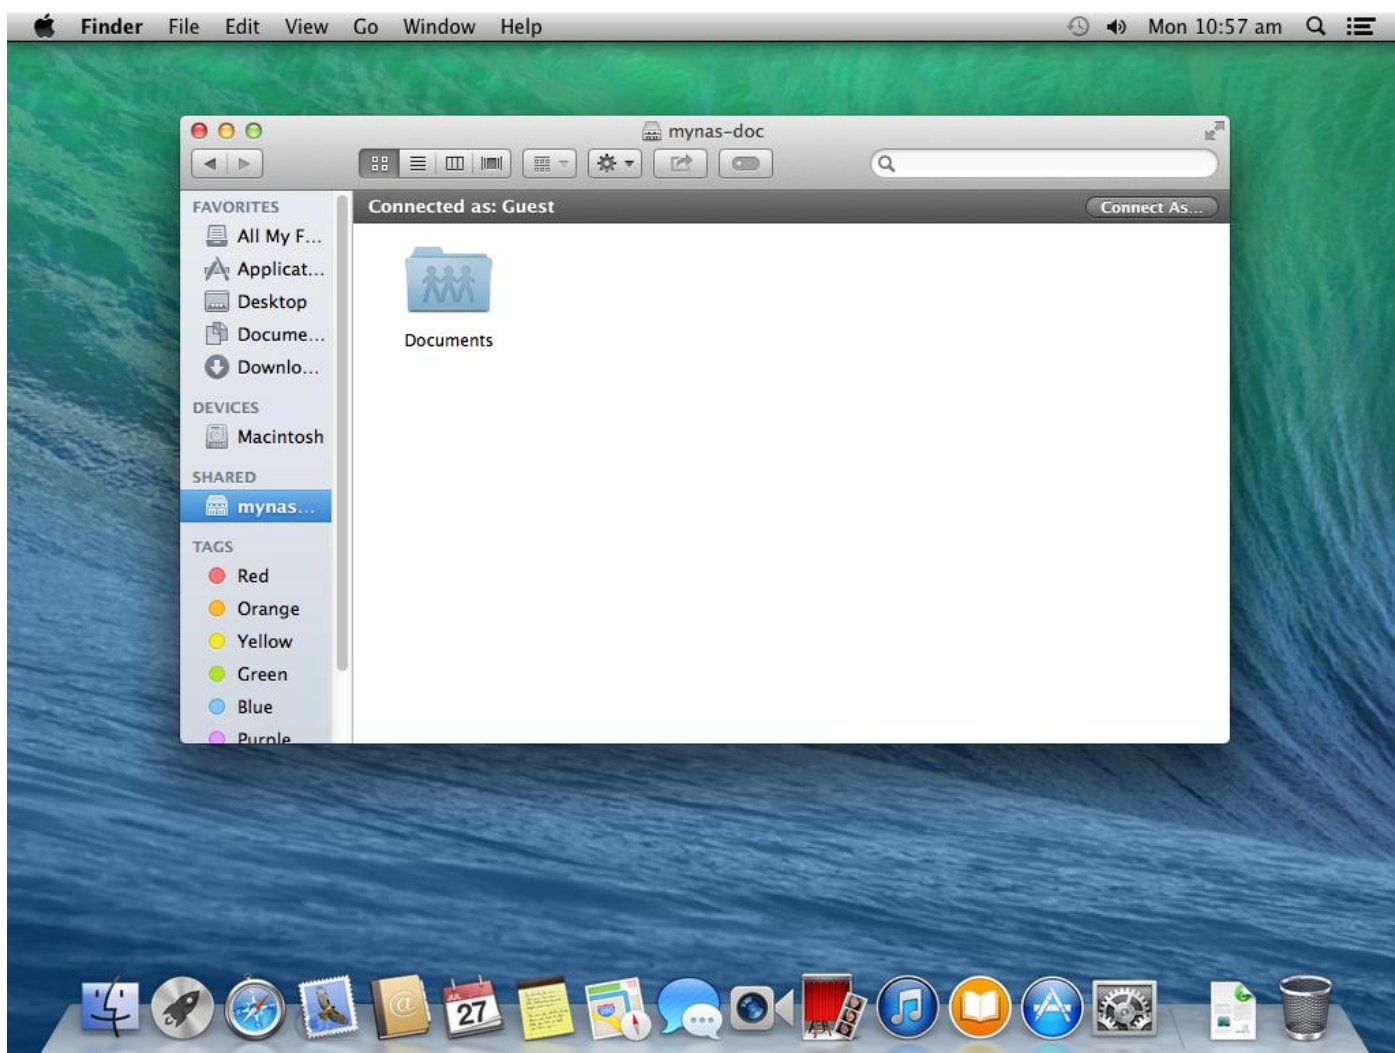 Finder File Edit View Go Window Help Mon 10:57 am
mynas-doc
FAVORITES
All My F...
Applicat...
Desktop
Docume...
Downlo...
DEVICES
Macintosh
SHARED
mynas...
TAGS
Red
Orange
Yellow
Green
Blue
Purple
Connected as: Guest Connect As...
Documents
JUL
27